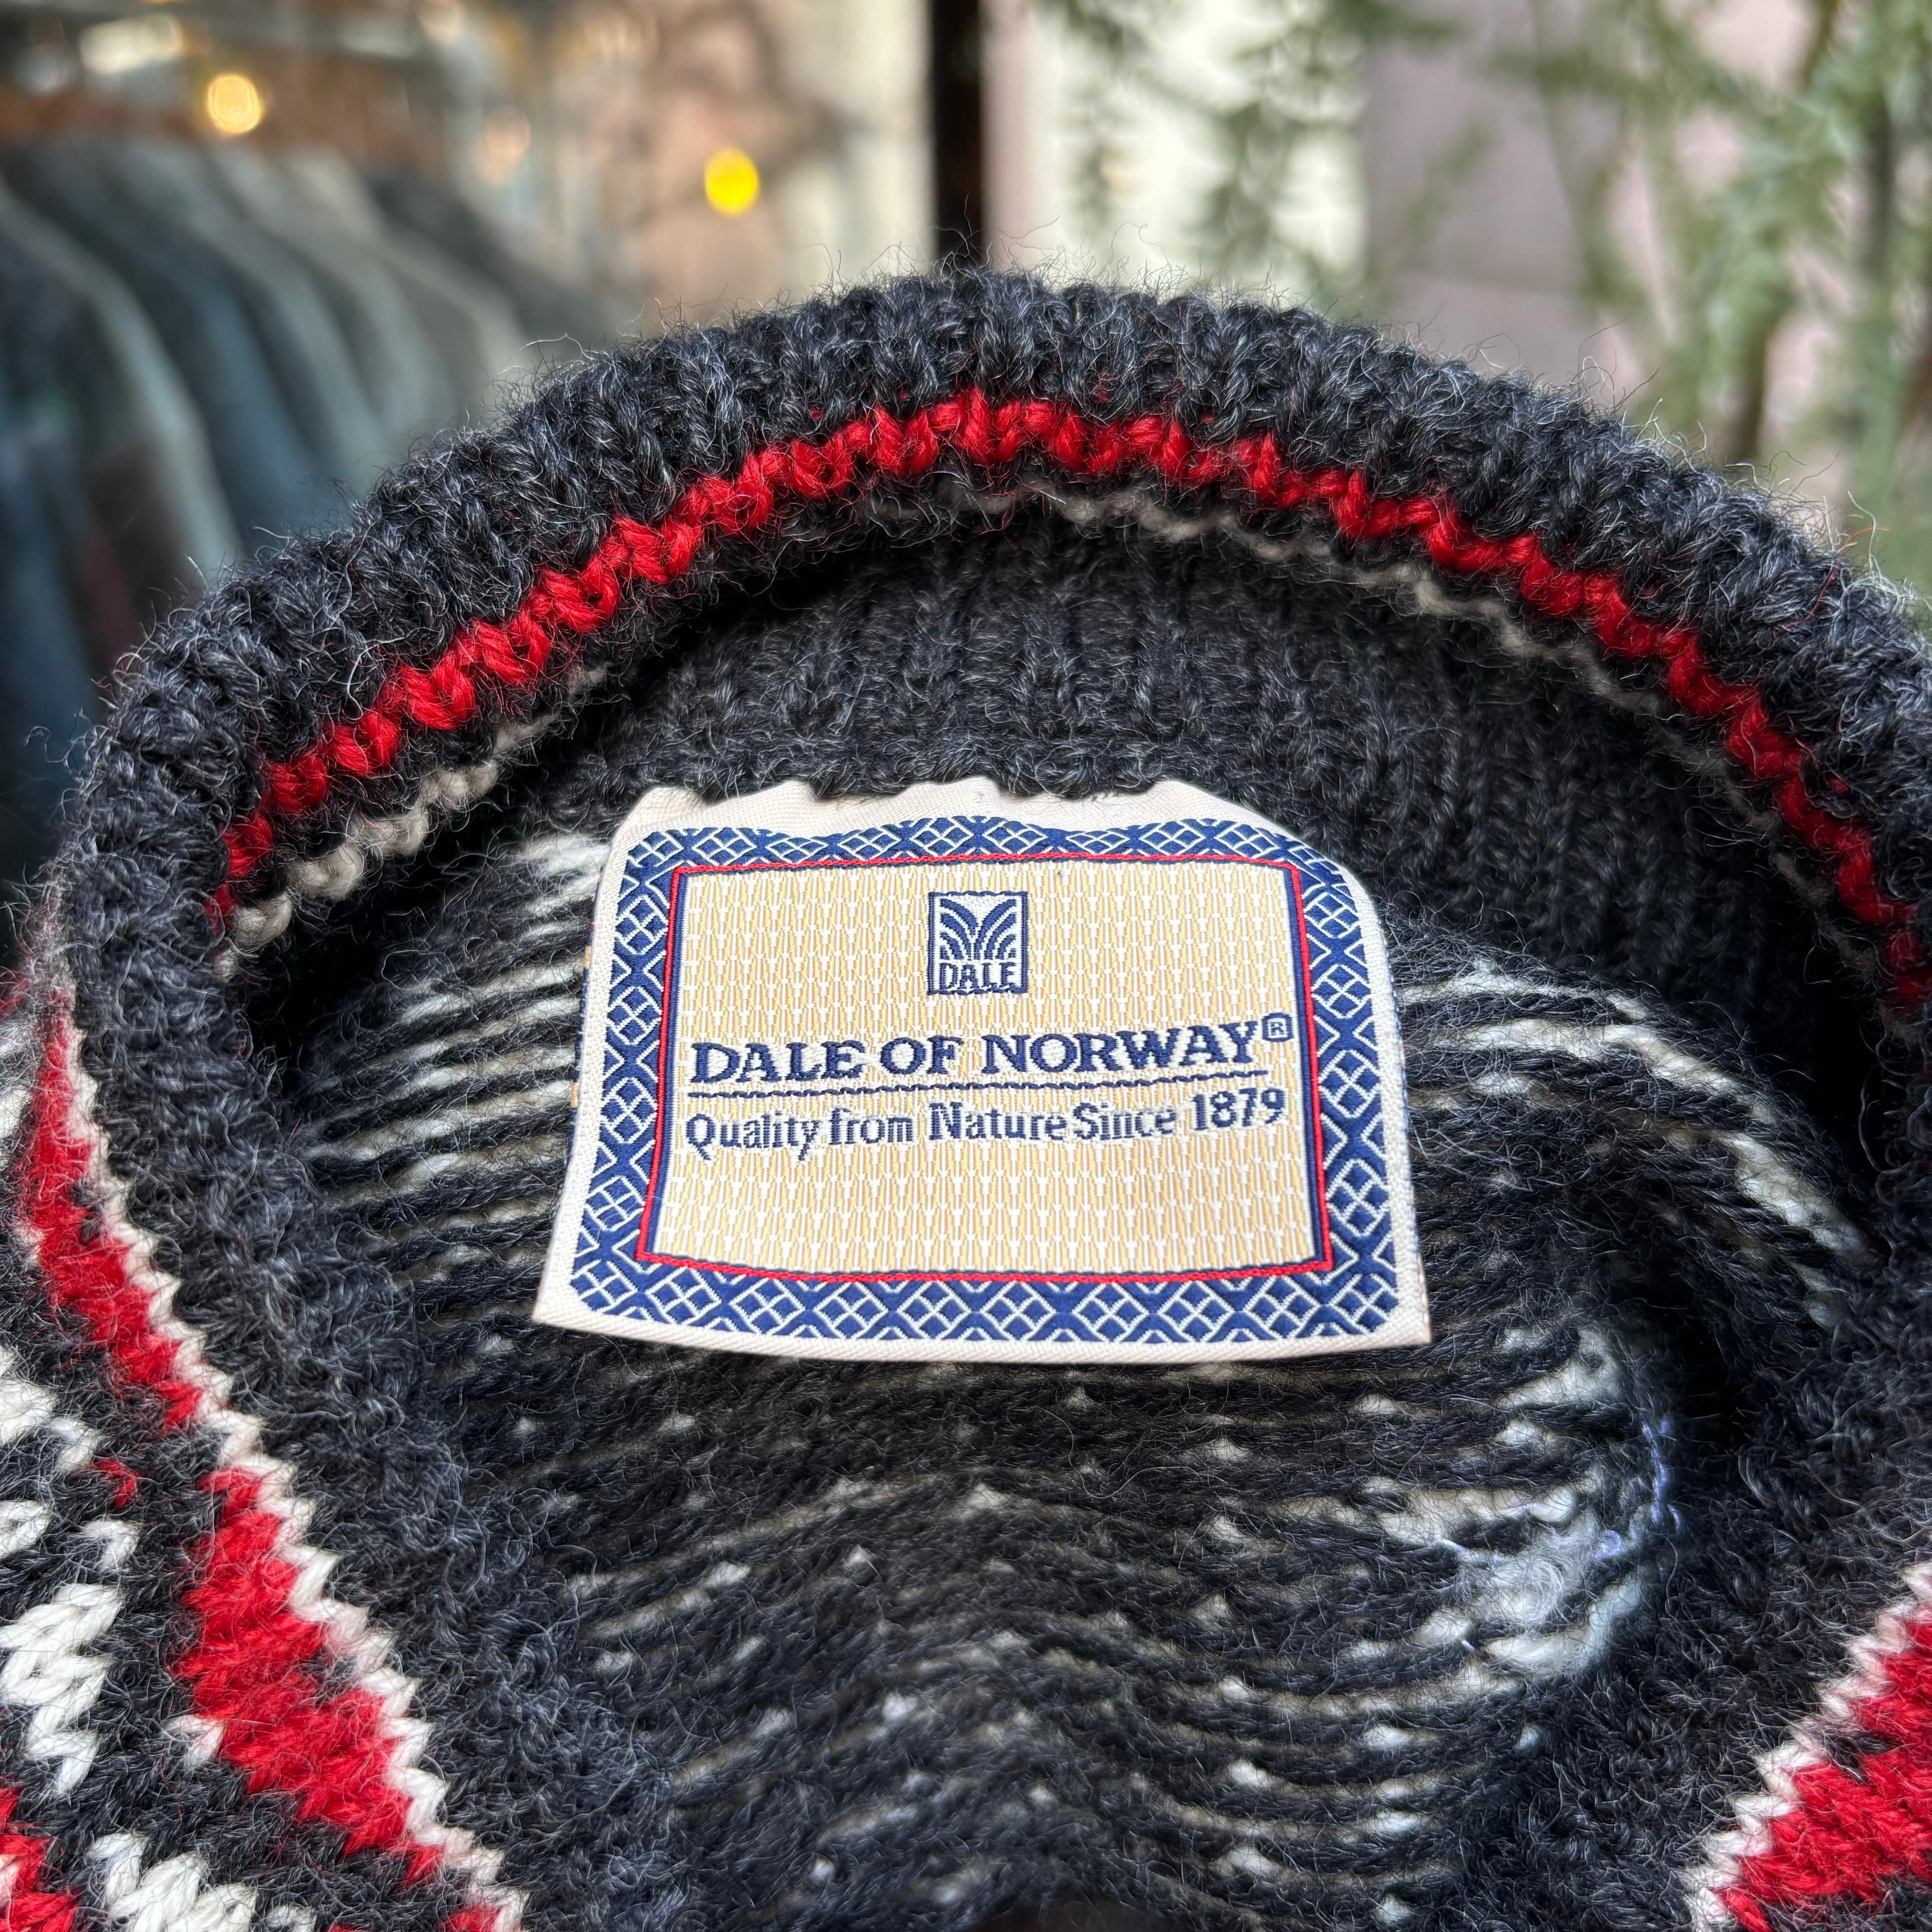 DALE
DALE OF NORWAY®
Quality from Nature Since 1879